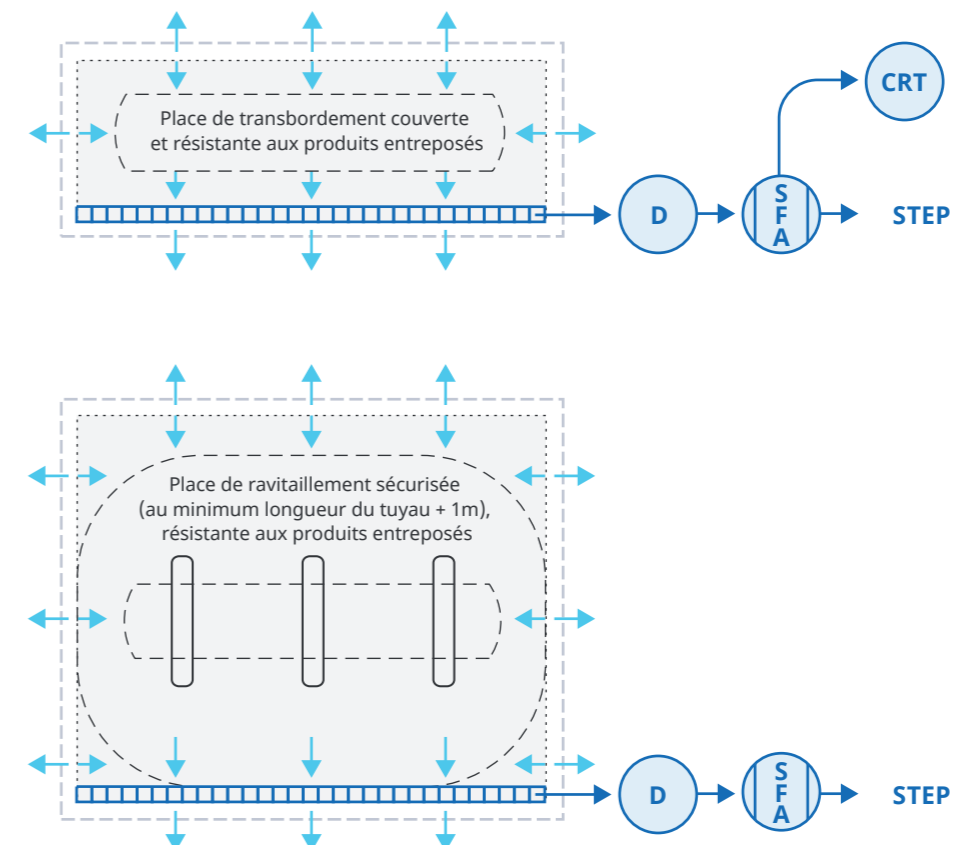 CRT
Place de transbordement couverte
et résistante aux produits entreposés
D
S
F
A
STEP
Place de ravitaillement sécurisée
(au minimum longueur du tuyau + 1m),
résistante aux produits entreposés
D
S
F
A
STEP